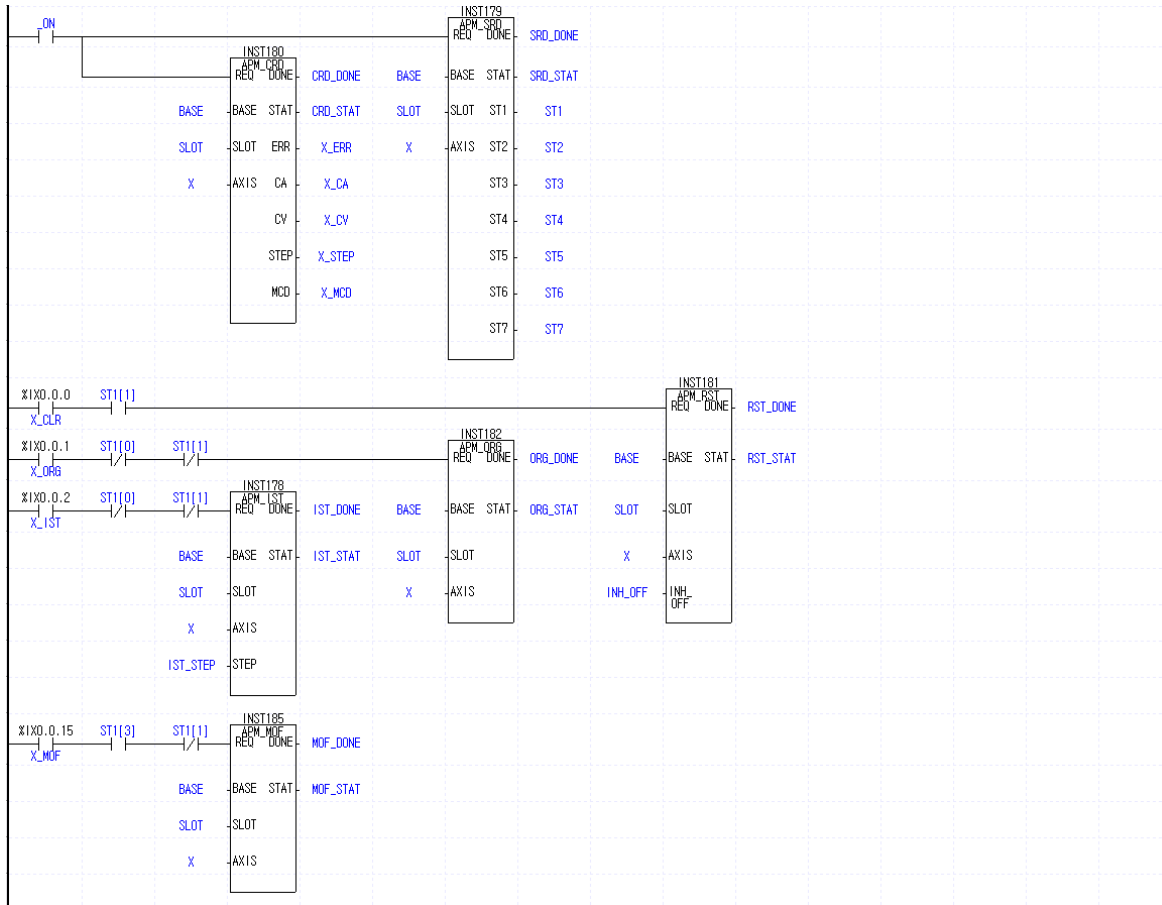 INST179
_ON APM_SRD
REQ DONE SRD_DONE
INST180
APM_CRD
REQ DONE CRD_DONE BASE BASE STAT SRD_STAT
BASE BASE STAT CRD_STAT SLOT SLOT ST1 ST1
SLOT SLOT ERR X_ERR X AXIS ST2 ST2
X AXIS CA X_CA ST3 ST3
CV X_CV ST4 ST4
STEP X_STEP ST5 ST5
MCD X_MCD ST6 ST6
ST7 ST7
INST181
%IX0.0.0 ST1[1] APM_RST
REQ DONE RST_DONE
X_CLR
INST182
%IX0.0.1 ST1[0] ST1[1] APM_ORG
REQ DONE ORG_DONE BASE BASE STAT RST_STAT
X_ORG
INST178
%IX0.0.2 ST1[0] ST1[1] APM_IST
REQ DONE IST_DONE BASE BASE STAT ORG_STAT SLOT SLOT
X_IST
BASE BASE STAT IST_STAT SLOT SLOT X AXIS
SLOT SLOT X AXIS INH_OFF INH_
OFF
X AXIS
IST_STEP STEP
INST185
%IX0.0.15 ST1[3] ST1[1] APM_MOF
REQ DONE MOF_DONE
X_MOF
BASE BASE STAT MOF_STAT
SLOT SLOT
X AXIS